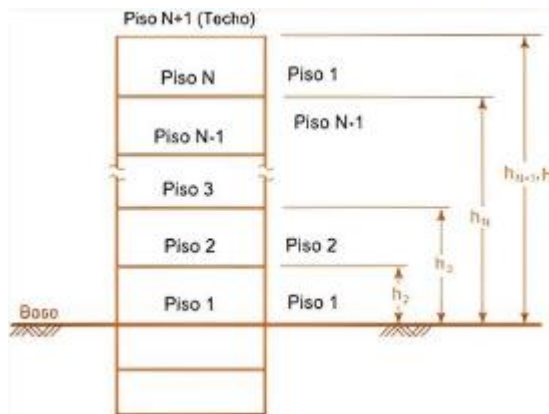 Piso N+1 (Techo)
Piso N
Piso 1
Piso N-1
Piso N-1
Piso 3
Piso 2
Piso 2
Piso 1
Piso 1
Baso
h₂
h₃
hN
hN+1,H